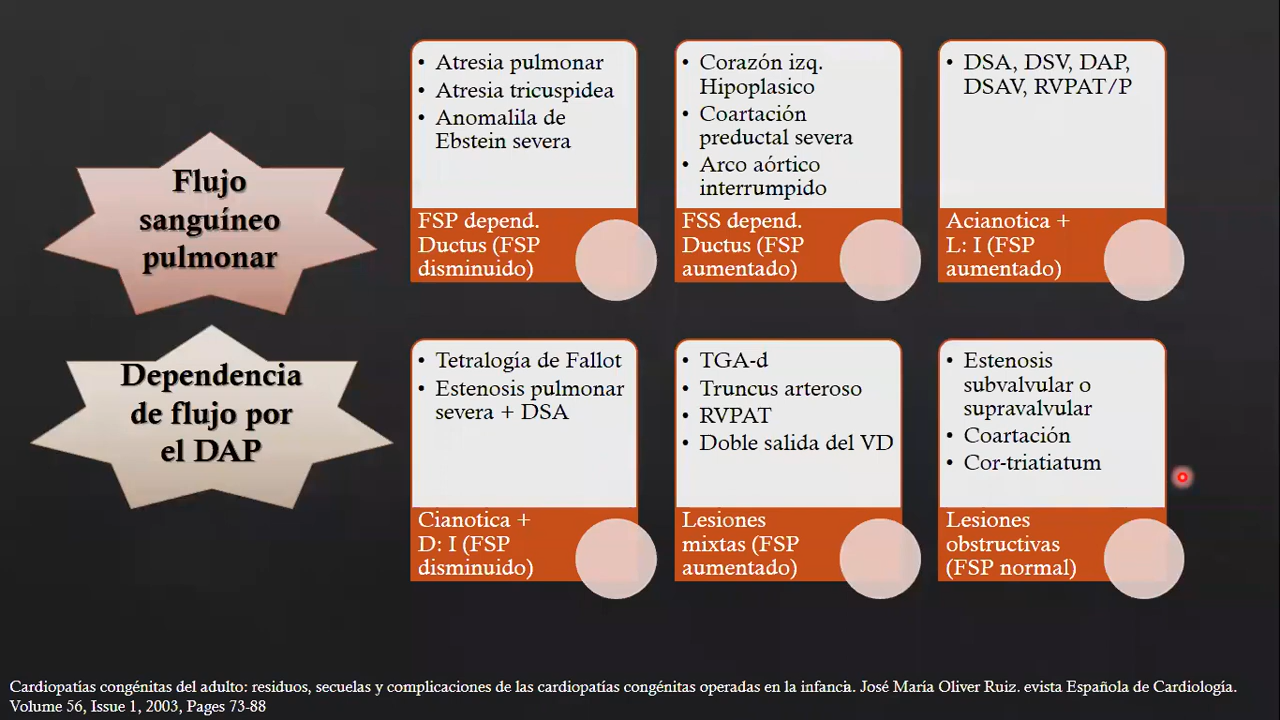 Flujo
sanguíneo
pulmonar
Dependencia
de flujo por
el DAP
• Atresia pulmonar
• Atresia tricuspidea
• Anomalila de
Ebstein severa
FSP depend.
Ductus (FSP
disminuido)
• Corazón izq.
Hipoplasico
• Coartación
preductal severa
• Arco aórtico
interrumpido
FSS depend.
Ductus (FSP
aumentado)
• DSA, DSV, DAP,
DSAV, RVPAT/P
Acianotica +
L: I (FSP
aumentado)
• Tetralogía de Fallot
• Estenosis pulmonar
severa + DSA
Cianotica +
D: I (FSP
disminuido)
• TGA-d
• Truncus arteroso
• RVPAT
• Doble salida del VD
Lesiones
mixtas (FSP
aumentado)
• Estenosis
subvalvular o
supravalvular
• Coartación
• Cor-triatiatum
Lesiones
obstructivas
(FSP normal)
Cardiopatías congénitas del adulto: residuos, secuelas y complicaciones de las cardiopatías congénitas operadas en la infancia. José María Oliver Ruiz. evista Española de Cardiología.
Volume 56, Issue 1, 2003, Pages 73-88